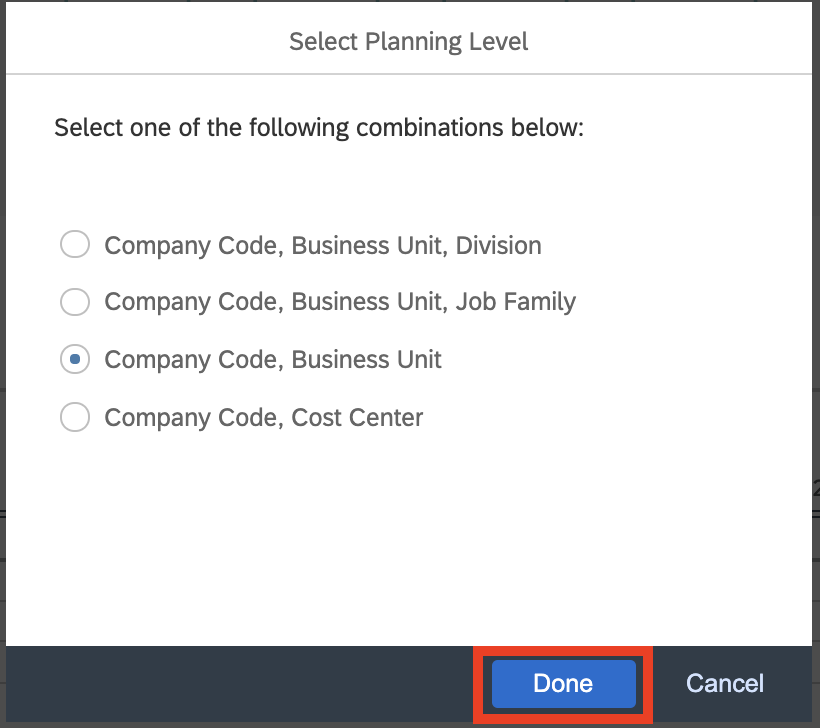 Select Planning Level
Select one of the following combinations below:
Company Code, Business Unit, Division
Company Code, Business Unit, Job Family
Company Code, Business Unit
Company Code, Cost Center
Done
Cancel